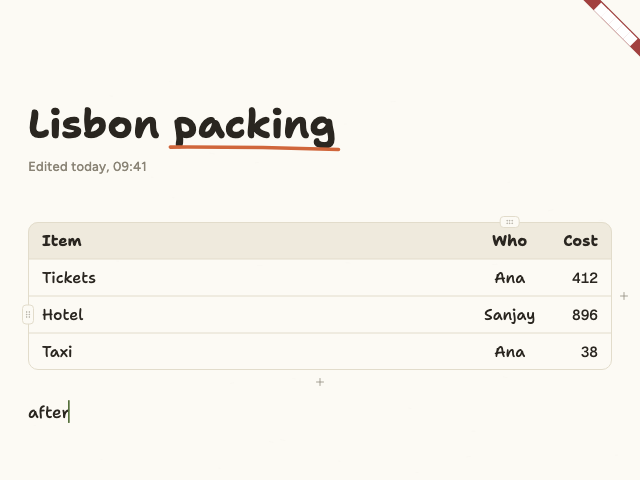 Lisbon packing
Edited today, 09:41
Item Who Cost
Tickets Ana 412
Hotel Sanjay 896
Taxi Ana 38
after